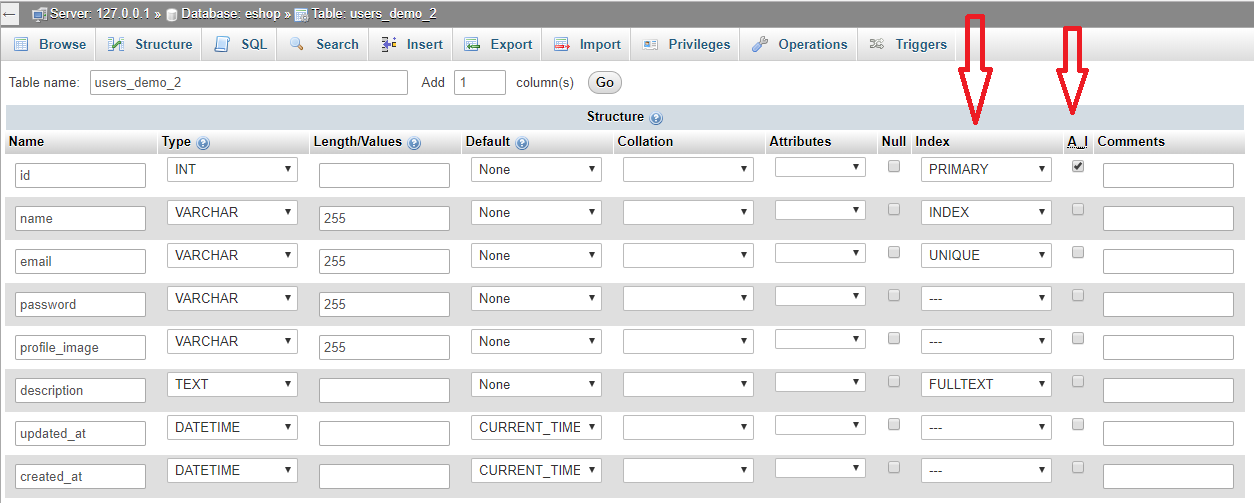 Server: 127.0.0.1 » Database: eshop » Table: users_demo_2
Browse Structure SQL Search Insert Export Import Privileges Operations Triggers
Table name: users_demo_2 Add 1 column(s) Go
Structure
Name Type Length/Values Default Collation Attributes Null Index A_I Comments
id INT None PRIMARY
name VARCHAR 255 None INDEX
email VARCHAR 255 None UNIQUE
password VARCHAR 255 None ---
profile_image VARCHAR 255 None ---
description TEXT None FULLTEXT
updated_at DATETIME CURRENT_TIME ---
created_at DATETIME CURRENT_TIME ---